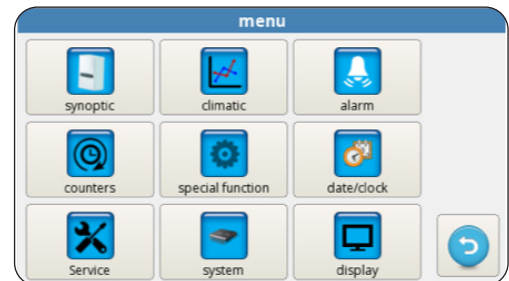 menu
synoptic
climatic
alarm
counters
special function
date/clock
Service
system
display